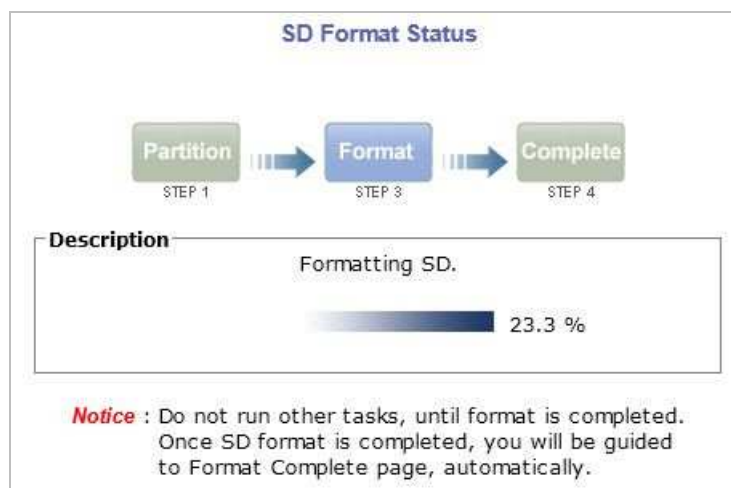 SD Format Status
Partition
Format
Complete
STEP 1
STEP 3
STEP 4
Description
Formatting SD.
23.3 %
Notice : Do not run other tasks, until format is completed.
Once SD format is completed, you will be guided
to Format Complete page, automatically.